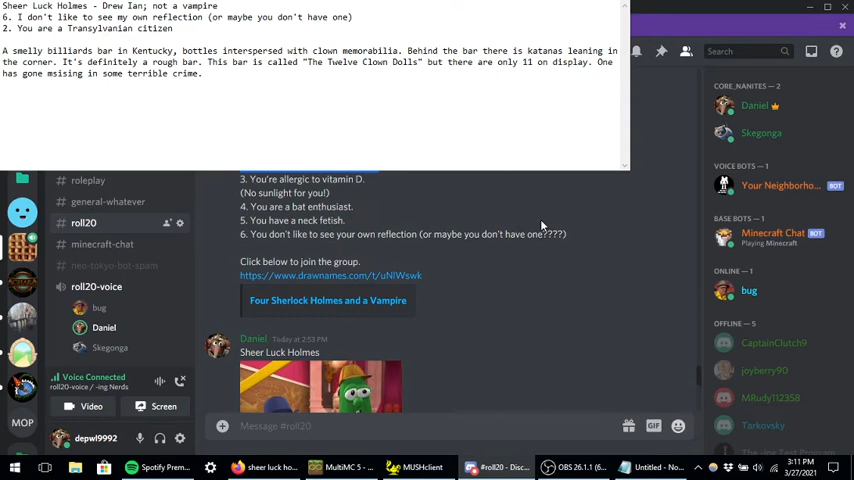 Sheer Luck Holmes - Drew Ian; not a vampire
6. I don't like to see my own reflection (or maybe you don't have one)
2. You are a Transylvanian citizen
A smelly billiards bar in Kentucky, bottles interspersed with clown memorabilia. Behind the bar there is katanas leaning in
the corner. It's definitely a rough bar. This bar is called "The Twelve Clown Dolls" but there are only 11 on display. One
has gone msising in some terrible crime.
Search
CORE_NANITES — 2
Daniel
Skegonga
VOICE BOTS — 1
Your Neighborho... BOT
BASE BOTS — 1
Minecraft Chat BOT
Playing Minecraft
ONLINE — 1
bug
OFFLINE — 5
CaptainClutch9
joyberry90
MRudy112358
Tarkovsky
MOP
# roleplay
# general-whatever
# roll20
# minecraft-chat
# neo-tokyo-bot-spam
roll20-voice
bug
Daniel
Skegonga
Voice Connected
roll20-voice / -ing Nerds
Video
Screen
depwl9992
3. You're allergic to vitamin D.
(No sunlight for you!)
4. You are a bat enthusiast.
5. You have a neck fetish.
6. You don't like to see your own reflection (or maybe you don't have one????)
Click below to join the group.
https://www.drawnames.com/t/uNlWswk
Four Sherlock Holmes and a Vampire
Daniel Today at 2:53 PM
Sheer Luck Holmes
Message #roll20
GIF
Spotify Prem...
sheer luck ho...
MultiMC 5 - ...
MUSHclient
#roll20 - Disc...
OBS 26.1.1 (6...
Untitled - No...
3:11 PM
3/27/2021